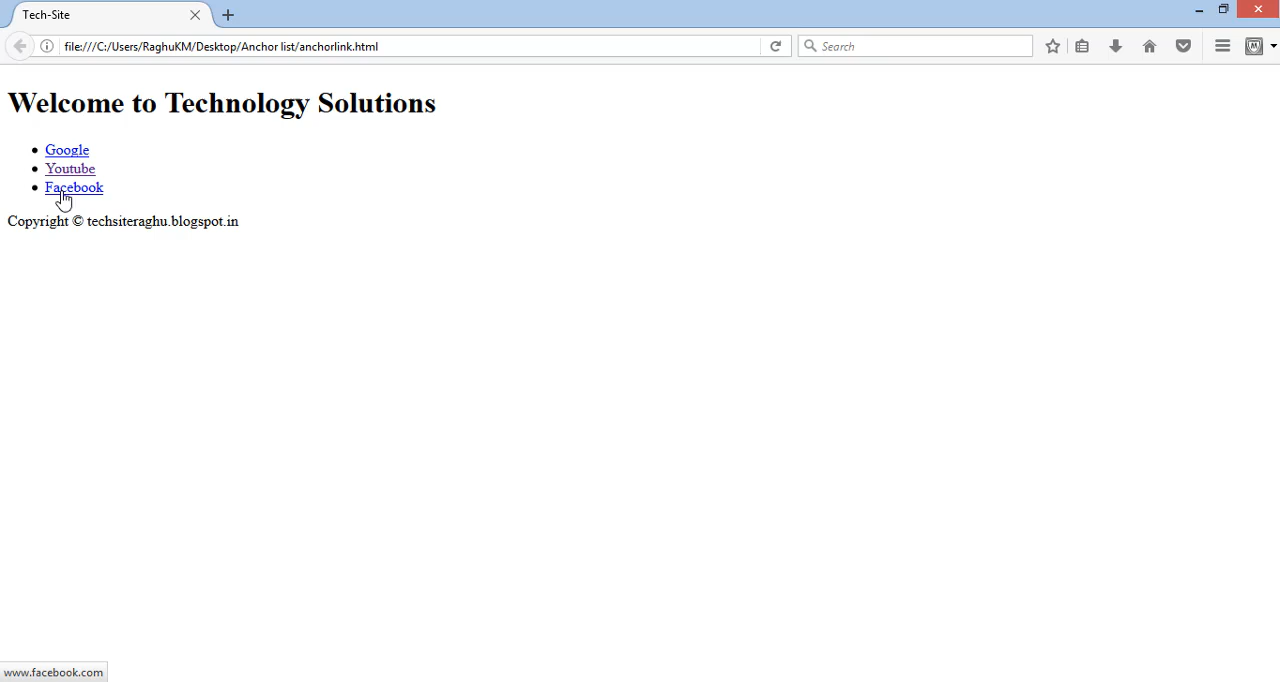 Tech-Site
file:///C:/Users/RaghuKM/Desktop/Anchor list/anchorlink.html
Search
Welcome to Technology Solutions
Google
Youtube
Facebook
Copyright © techsiteraghu.blogspot.in
www.facebook.com